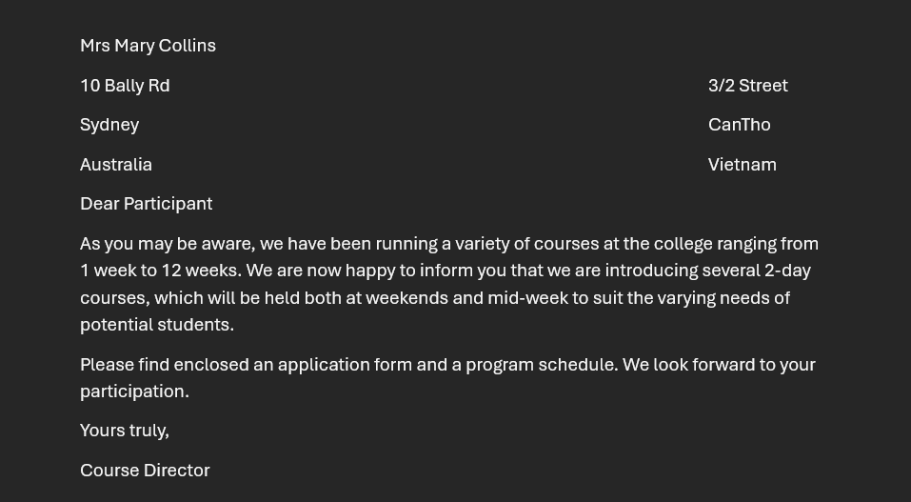 Mrs Mary Collins
10 Bally Rd 3/2 Street
Sydney CanTho
Australia Vietnam
Dear Participant
As you may be aware, we have been running a variety of courses at the college ranging from
1 week to 12 weeks. We are now happy to inform you that we are introducing several 2-day
courses, which will be held both at weekends and mid-week to suit the varying needs of
potential students.
Please find enclosed an application form and a program schedule. We look forward to your
participation.
Yours truly,
Course Director